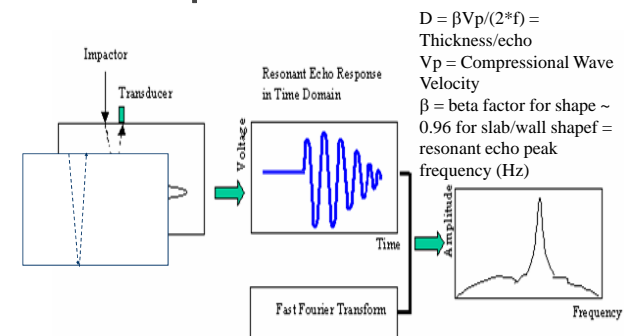 D = βVp/(2*f) =
Thickness/echo
Vp = Compressional Wave
Velocity
β = beta factor for shape ~
0.96 for slab/wall shapef =
resonant echo peak
frequency (Hz)
Impactor
Transducer
Resonant Echo Response
in Time Domain
Voltage
Time
Amplitude
Frequency
Fast Fourier Transform